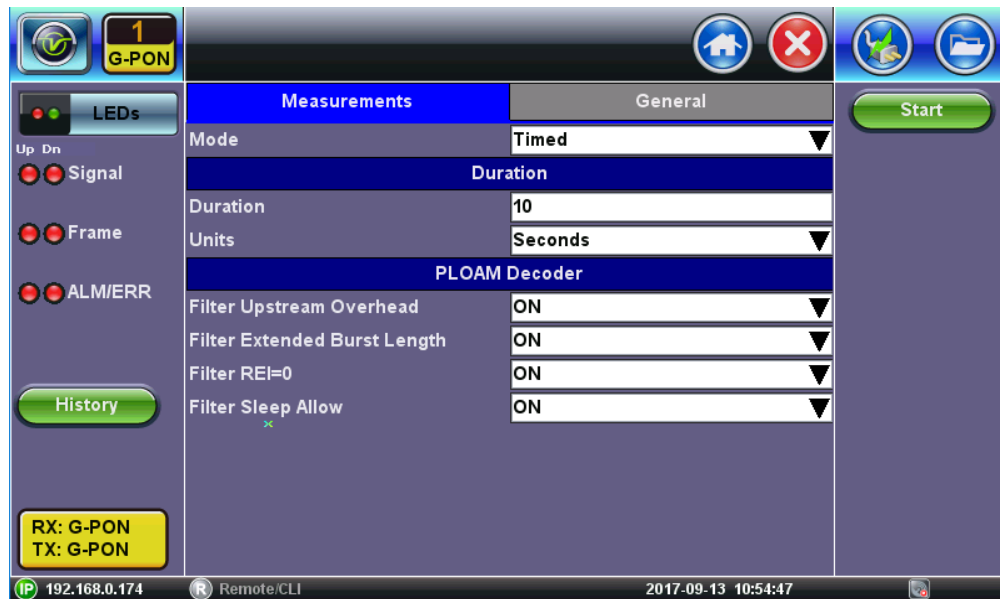 1
G-PON
LEDs
Up Dn
Signal
Frame
ALM/ERR
History
RX: G-PON
TX: G-PON
Measurements
General
Mode
Timed
Duration
Duration
10
Units
Seconds
PLOAM Decoder
Filter Upstream Overhead
ON
Filter Extended Burst Length
ON
Filter REI=0
ON
Filter Sleep Allow
ON
Start
IP 192.168.0.174
R Remote/CLI
2017-09-13 10:54:47